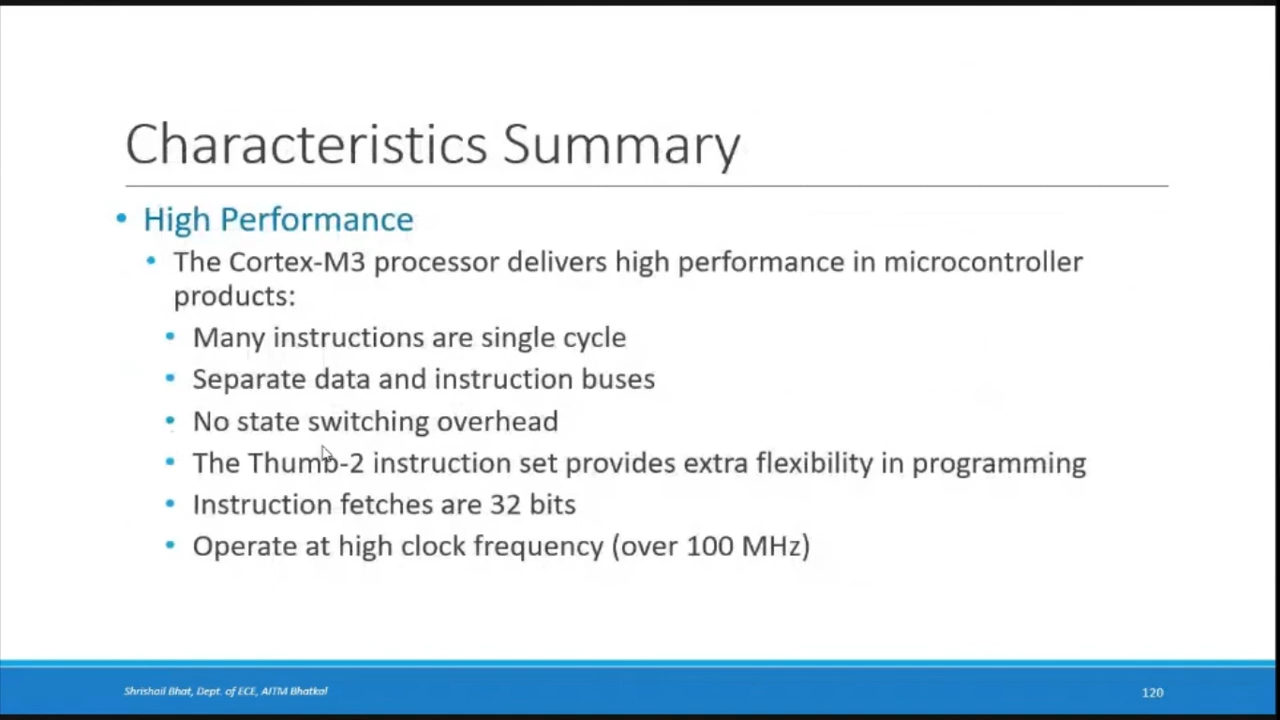 Characteristics Summary
• High Performance
• The Cortex-M3 processor delivers high performance in microcontroller
products:
• Many instructions are single cycle
• Separate data and instruction buses
• No state switching overhead
• The Thumb-2 instruction set provides extra flexibility in programming
• Instruction fetches are 32 bits
• Operate at high clock frequency (over 100 MHz)
Shrishail Bhat, Dept. of ECE, AITM Bhatkal
120